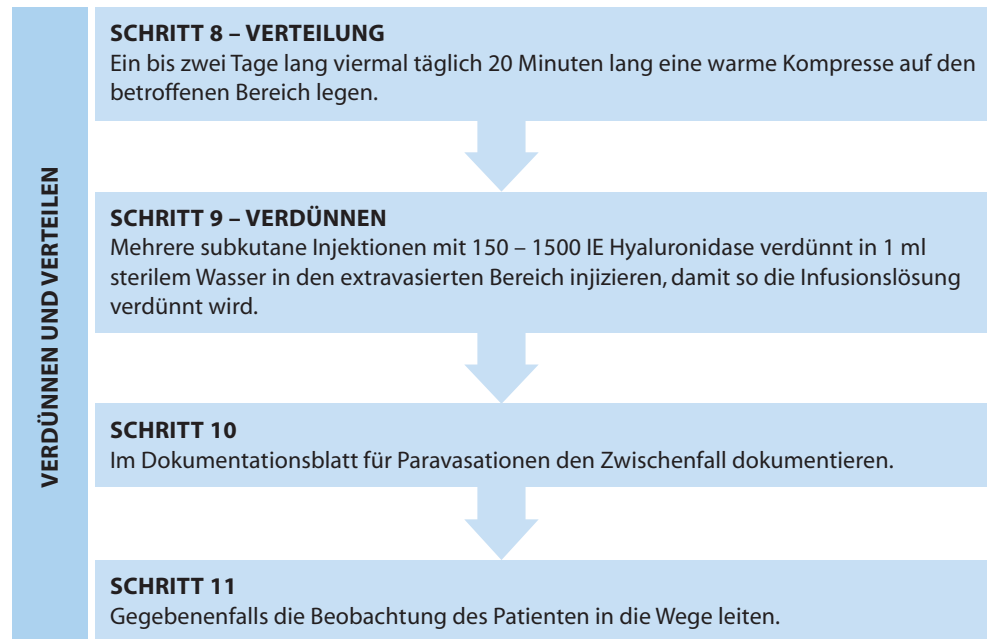 VERDÜNNEN UND VERTEILEN
SCHRITT 8 – VERTEILUNG
Ein bis zwei Tage lang viermal täglich 20 Minuten lang eine warme Kompresse auf den
betroffenen Bereich legen.
SCHRITT 9 – VERDÜNNEN
Mehrere subkutane Injektionen mit 150 – 1500 IE Hyaluronidase verdünnt in 1 ml
sterilem Wasser in den extravasierten Bereich injizieren, damit so die Infusionslösung
verdünnt wird.
SCHRITT 10
Im Dokumentationsblatt für Paravasationen den Zwischenfall dokumentieren.
SCHRITT 11
Gegebenenfalls die Beobachtung des Patienten in die Wege leiten.